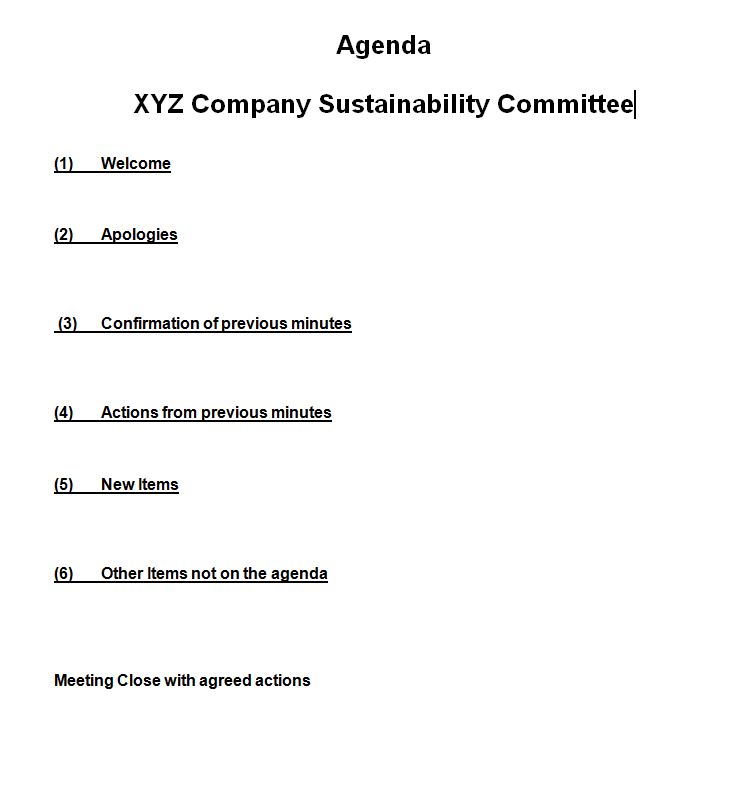 Agenda
XYZ Company Sustainability Committee
(1) Welcome
(2) Apologies
(3) Confirmation of previous minutes
(4) Actions from previous minutes
(5) New Items
(6) Other Items not on the agenda
Meeting Close with agreed actions